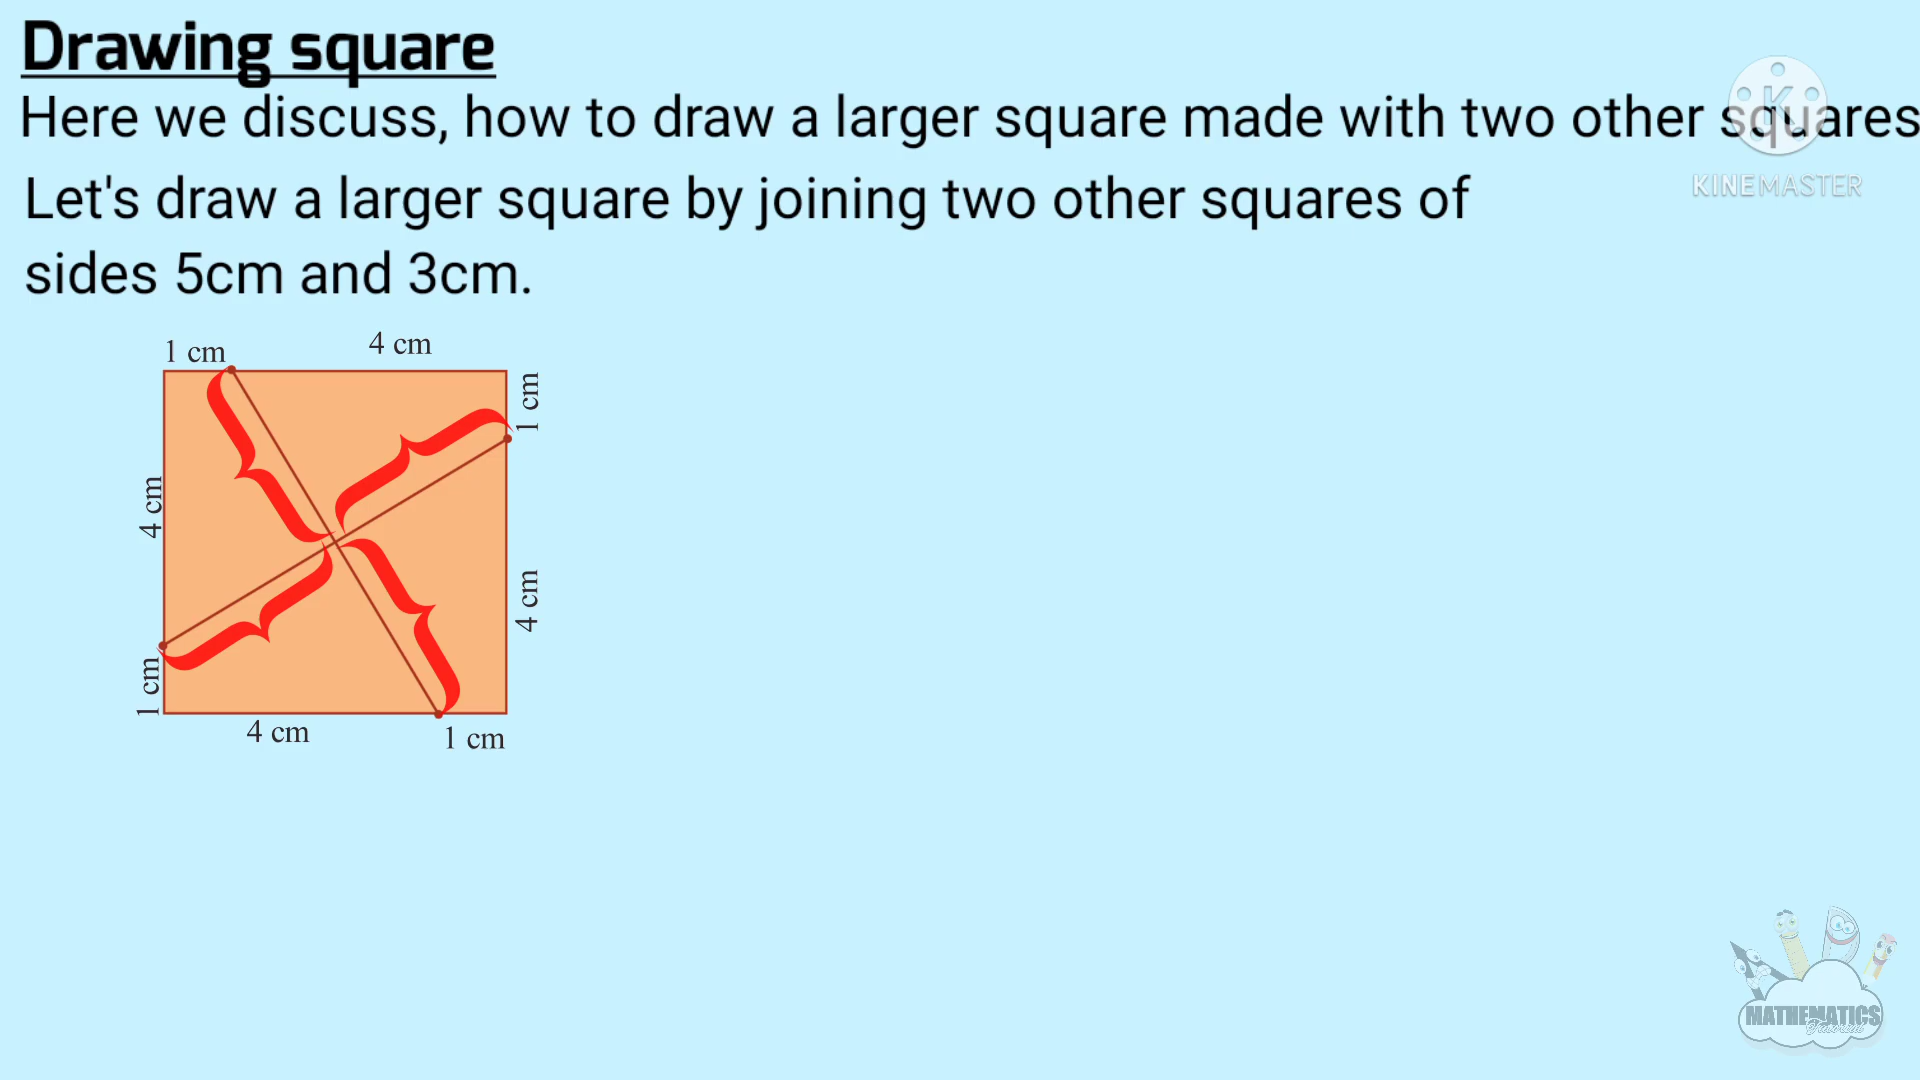 Drawing square
Here we discuss, how to draw a larger square made with two other squares
KINEMASTER
Let's draw a larger square by joining two other squares of
sides 5cm and 3cm.
1 cm
4 cm
1 cm
4 cm
4 cm
1 cm
4 cm
1 cm
MATHEMATICS
Tutorial